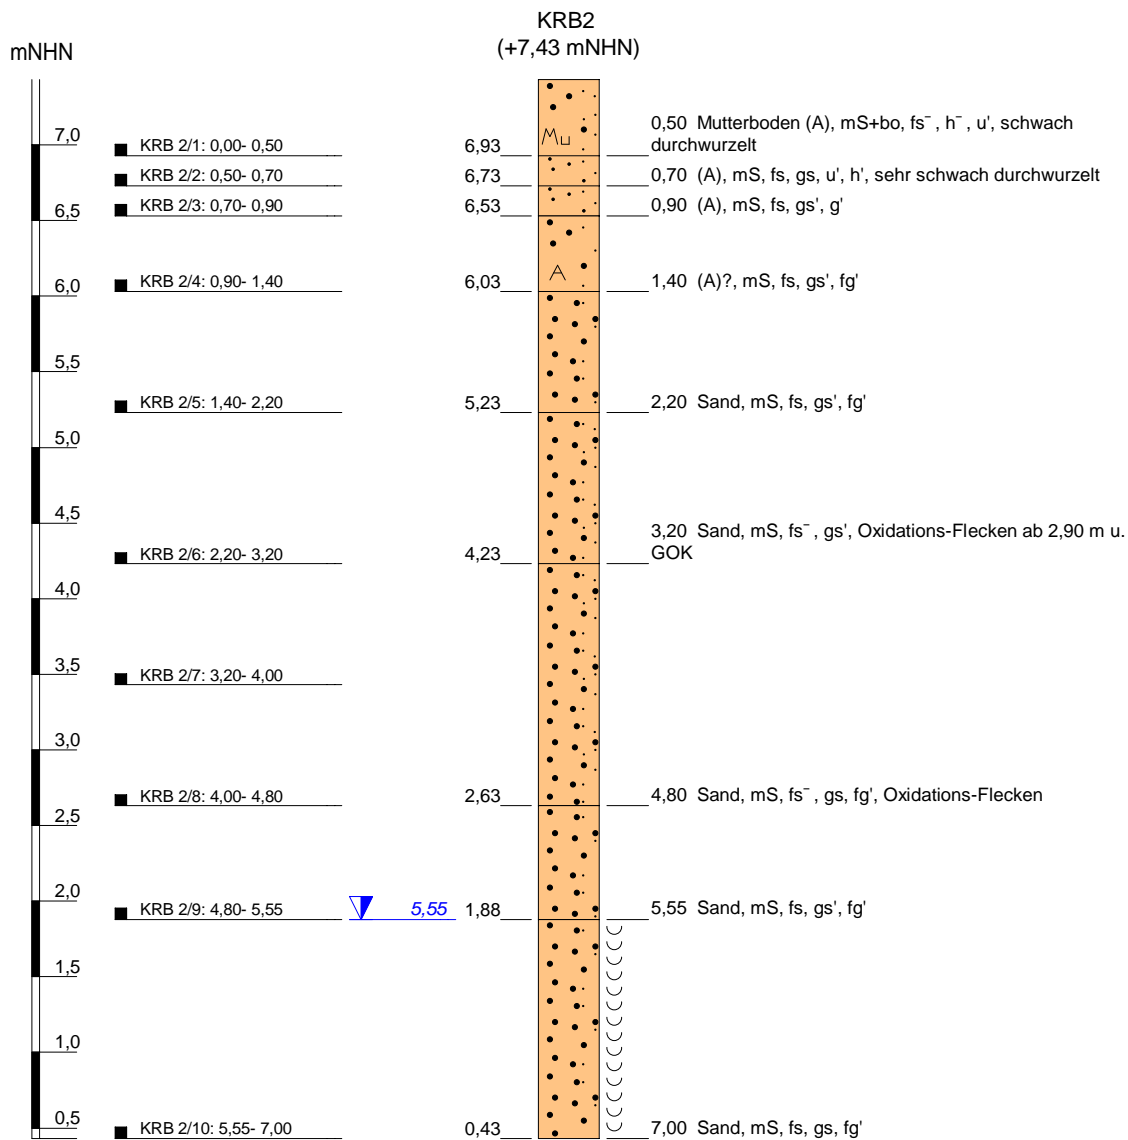 KRB2
(+7,43 mNHN)
mNHN
0,50 Mutterboden (A), mS+bo, fs¯, h¯, u', schwach
durchwurzelt
7,0
KRB 2/1: 0,00- 0,50
6,93
Mu
KRB 2/2: 0,50- 0,70
6,73
0,70 (A), mS, fs, gs, u', h', sehr schwach durchwurzelt
6,5
KRB 2/3: 0,70- 0,90
6,53
0,90 (A), mS, fs, gs', g'
A
6,0
KRB 2/4: 0,90- 1,40
6,03
1,40 (A)?, mS, fs, gs', fg'
5,5
KRB 2/5: 1,40- 2,20
5,23
2,20 Sand, mS, fs, gs', fg'
5,0
4,5
3,20 Sand, mS, fs¯, gs', Oxidations-Flecken ab 2,90 m u.
GOK
KRB 2/6: 2,20- 3,20
4,23
4,0
3,5
KRB 2/7: 3,20- 4,00
3,0
KRB 2/8: 4,00- 4,80
2,63
4,80 Sand, mS, fs¯, gs, fg', Oxidations-Flecken
2,5
2,0
KRB 2/9: 4,80- 5,55
5,55
1,88
5,55 Sand, mS, fs, gs', fg'
1,5
1,0
0,5
KRB 2/10: 5,55- 7,00
0,43
7,00 Sand, mS, fs, gs, fg'